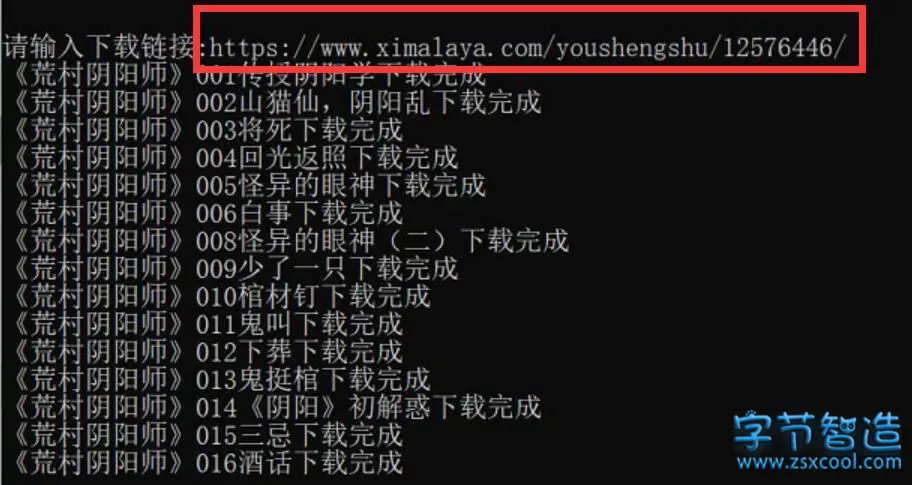 请输入下载链接:https://www.ximalaya.com/youshengshu/12576446/
《荒村阴阳师》001传授阴阳学下载完成
《荒村阴阳师》002山猫仙，阴阳乱下载完成
《荒村阴阳师》003将死下载完成
《荒村阴阳师》004回光返照下载完成
《荒村阴阳师》005怪异的眼神下载完成
《荒村阴阳师》006白事下载完成
《荒村阴阳师》008怪异的眼神（二）下载完成
《荒村阴阳师》009少了一只下载完成
《荒村阴阳师》010棺材钉下载完成
《荒村阴阳师》011鬼叫下载完成
《荒村阴阳师》012下葬下载完成
《荒村阴阳师》013鬼挺棺下载完成
《荒村阴阳师》014《阴阳》初解惑下载完成
《荒村阴阳师》015三忌下载完成
《荒村阴阳师》016酒话下载完成
字节智造
www.zsxcool.com